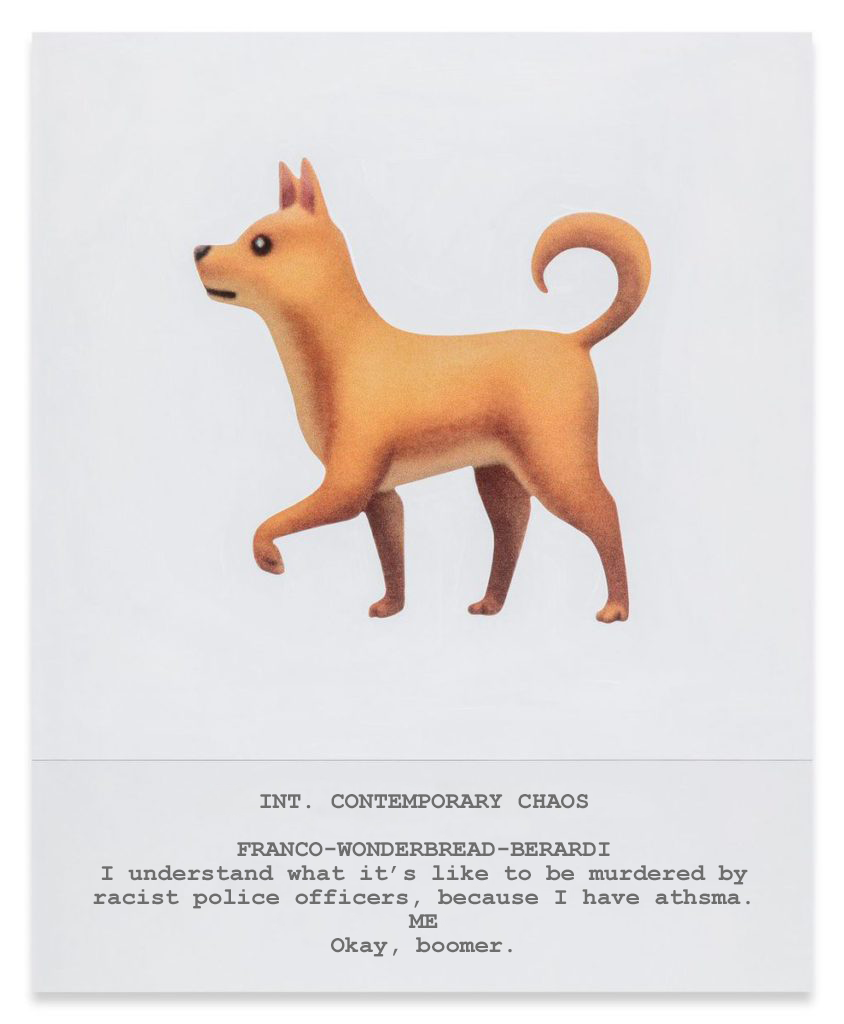 INT. CONTEMPORARY CHAOS
FRANCO-WONDERBREAD-BERARDI
I understand what it’s like to be murdered by
racist police officers, because I have athsma.
ME
Okay, boomer.